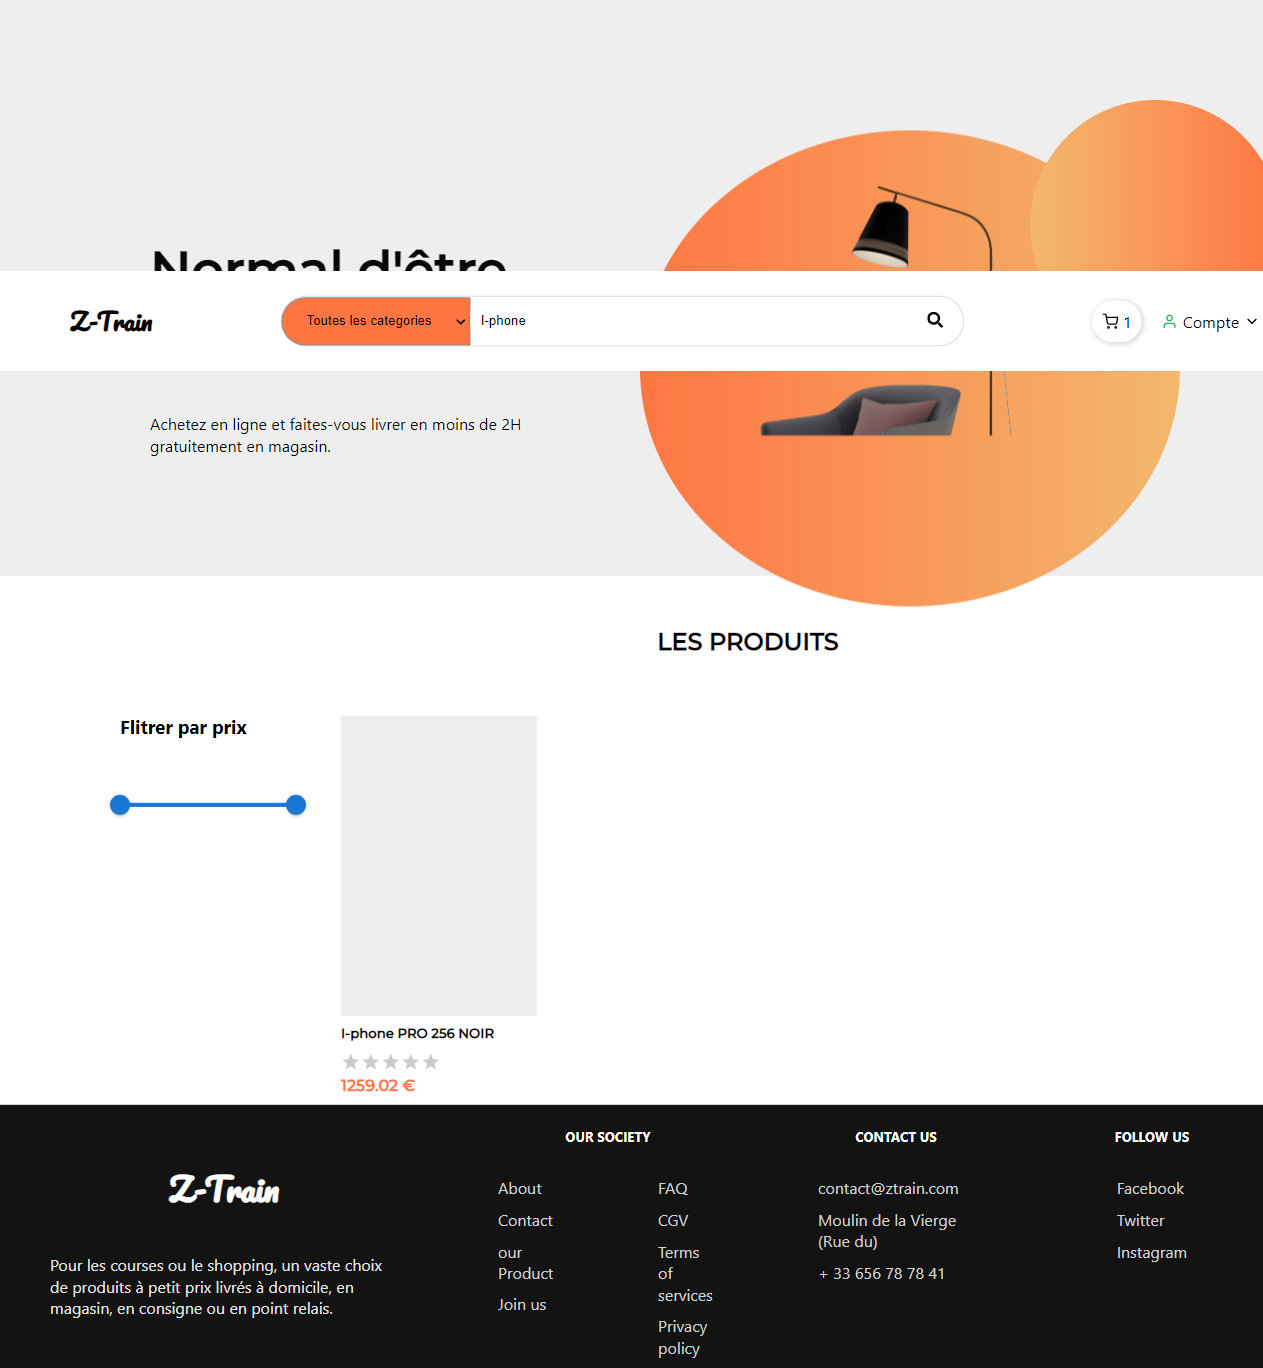 Normal d'être
Z-Train
Toutes les categories
I-phone
1
Compte
Achetez en ligne et faites-vous livrer en moins de 2H
gratuitement en magasin.
LES PRODUITS
Flitrer par prix
I-phone PRO 256 NOIR
1259.02 €
Z-Train
Pour les courses ou le shopping, un vaste choix
de produits à petit prix livrés à domicile, en
magasin, en consigne ou en point relais.
OUR SOCIETY
About
Contact
our
Product
Join us
FAQ
CGV
Terms
of
services
Privacy
policy
CONTACT US
contact@ztrain.com
Moulin de la Vierge
(Rue du)
+ 33 656 78 78 41
FOLLOW US
Facebook
Twitter
Instagram